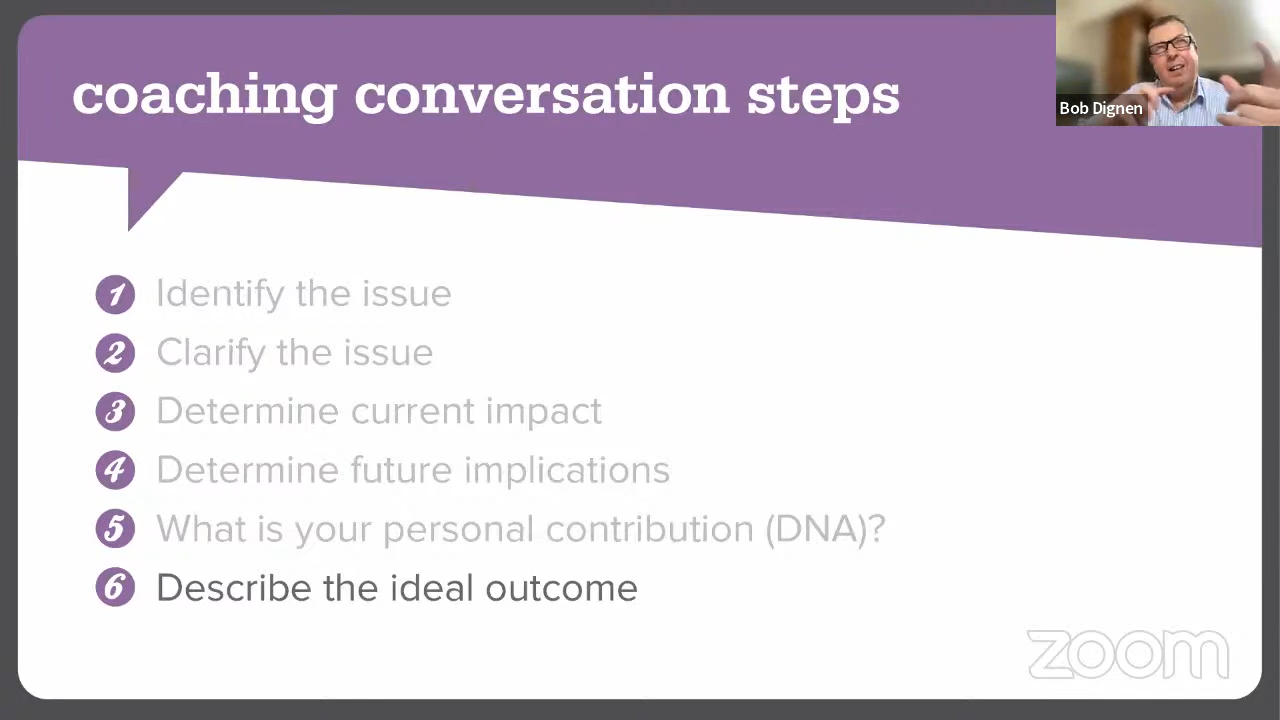 coaching conversation steps
Bob Dignen
1 Identify the issue
2 Clarify the issue
3 Determine current impact
4 Determine future implications
5 What is your personal contribution (DNA)?
6 Describe the ideal outcome
zoom